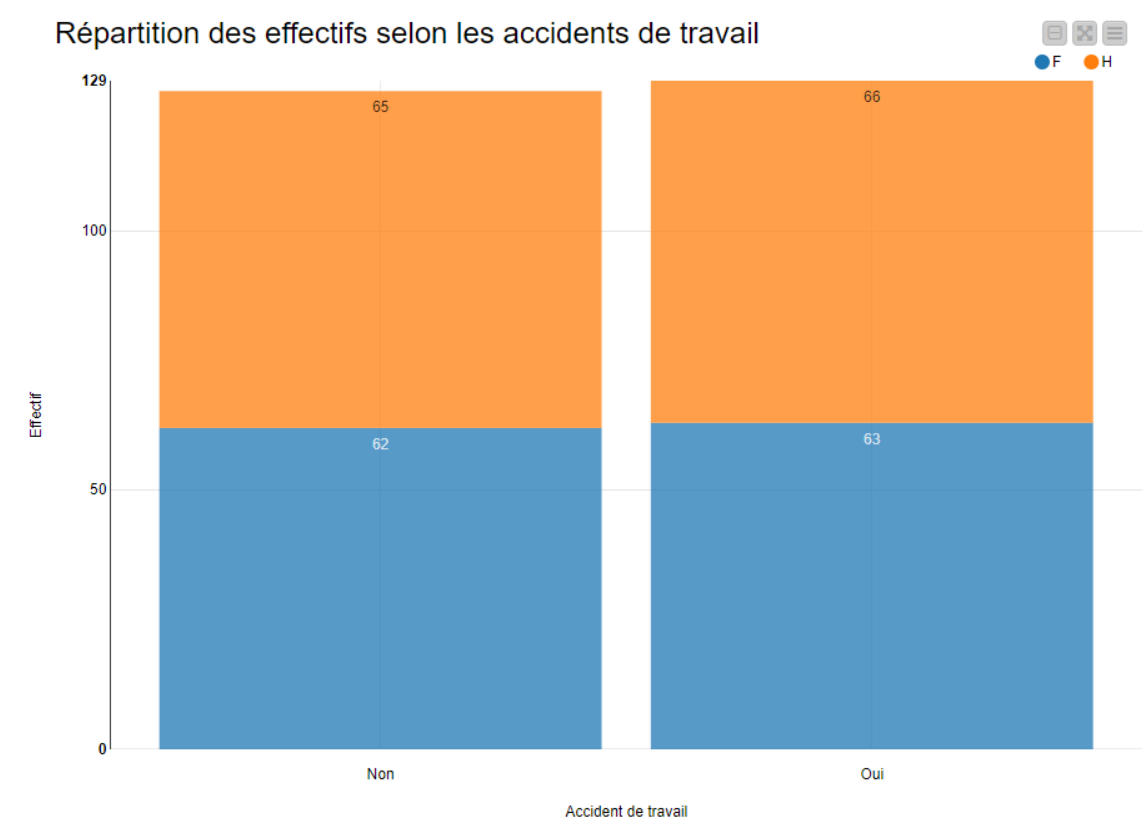 Répartition des effectifs selon les accidents de travail
F H
129
65
66
100
Effectif
62
63
50
0
Non
Oui
Accident de travail